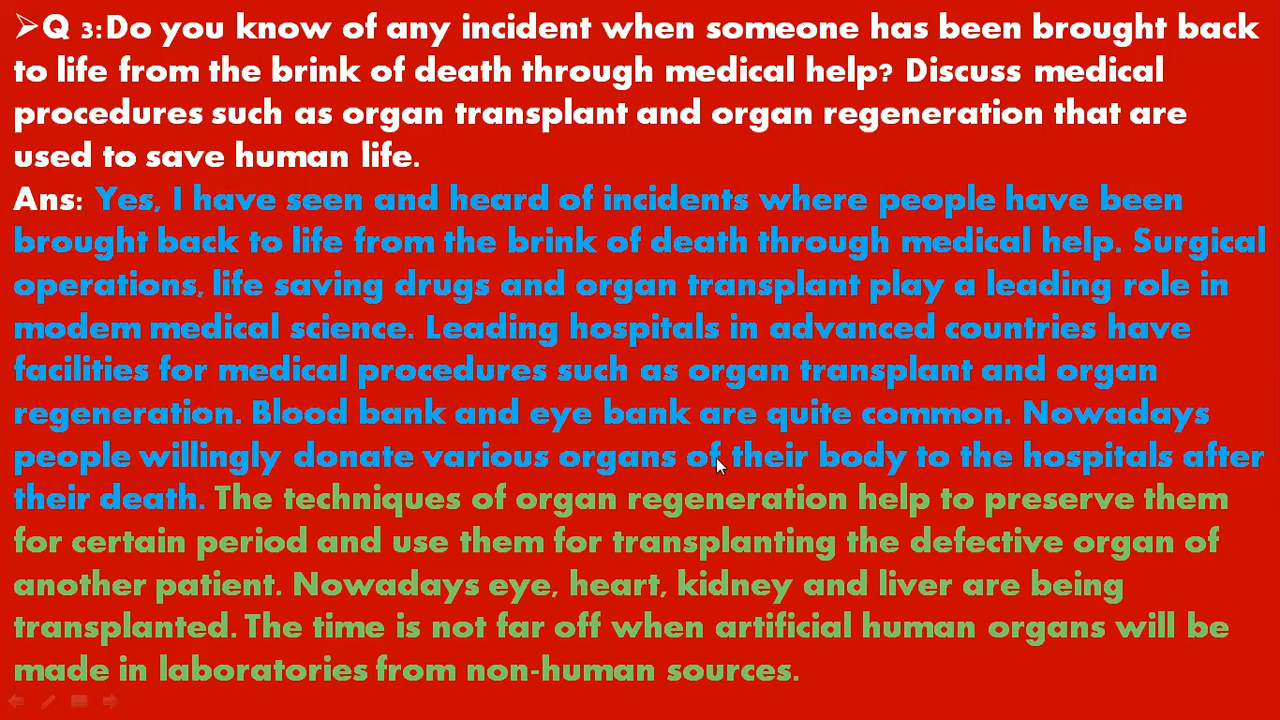 ➢Q 3:Do you know of any incident when someone has been brought back
to life from the brink of death through medical help? Discuss medical
procedures such as organ transplant and organ regeneration that are
used to save human life.
Ans: Yes, I have seen and heard of incidents where people have been
brought back to life from the brink of death through medical help. Surgical
operations, life saving drugs and organ transplant play a leading role in
modem medical science. Leading hospitals in advanced countries have
facilities for medical procedures such as organ transplant and organ
regeneration. Blood bank and eye bank are quite common. Nowadays
people willingly donate various organs of their body to the hospitals after
their death. The techniques of organ regeneration help to preserve them
for certain period and use them for transplanting the defective organ of
another patient. Nowadays eye, heart, kidney and liver are being
transplanted. The time is not far off when artificial human organs will be
made in laboratories from non-human sources.